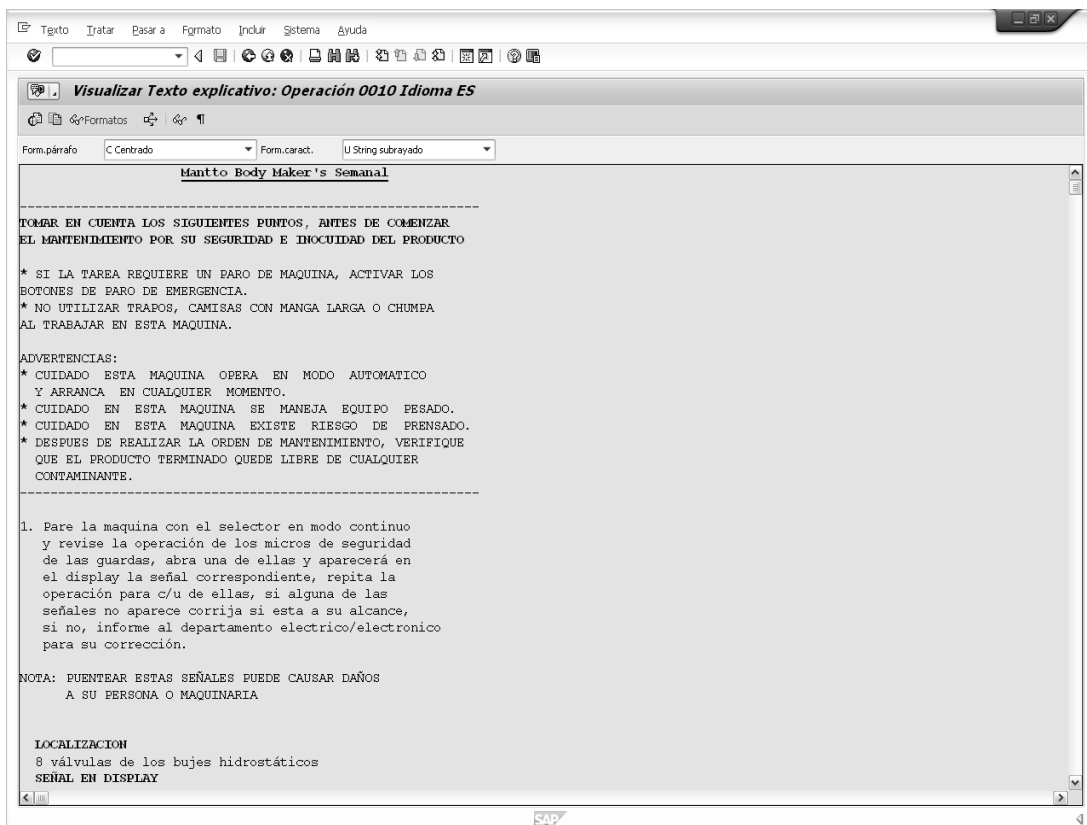 Texto Tratar Pasar a Formato Incluir Sistema Ayuda
Visualizar Texto explicativo: Operación 0010 Idioma ES
Formatos
Form.párrafo C Centrado Form.caract. U String subrayado
Mantto Body Maker's Semanal
------------------------------------------------------------
TOMAR EN CUENTA LOS SIGUIENTES PUNTOS, ANTES DE COMENZAR
EL MANTENIMIENTO POR SU SEGURIDAD E INOCUIDAD DEL PRODUCTO
* SI LA TAREA REQUIERE UN PARO DE MAQUINA, ACTIVAR LOS
BOTONES DE PARO DE EMERGENCIA.
* NO UTILIZAR TRAPOS, CAMISAS CON MANGA LARGA O CHUMPA
AL TRABAJAR EN ESTA MAQUINA.
ADVERTENCIAS:
* CUIDADO ESTA MAQUINA OPERA EN MODO AUTOMATICO
Y ARRANCA EN CUALQUIER MOMENTO.
* CUIDADO EN ESTA MAQUINA SE MANEJA EQUIPO PESADO.
* CUIDADO EN ESTA MAQUINA EXISTE RIESGO DE PRENSADO.
* DESPUES DE REALIZAR LA ORDEN DE MANTENIMIENTO, VERIFIQUE
QUE EL PRODUCTO TERMINADO QUEDE LIBRE DE CUALQUIER
CONTAMINANTE.
------------------------------------------------------------
1. Pare la maquina con el selector en modo continuo
y revise la operación de los micros de seguridad
de las guardas, abra una de ellas y aparecerá en
el display la señal correspondiente, repita la
operación para c/u de ellas, si alguna de las
señales no aparece corrija si esta a su alcance,
si no, informe al departamento electrico/electronico
para su corrección.
NOTA: PUENTEAR ESTAS SEÑALES PUEDE CAUSAR DAÑOS
A SU PERSONA O MAQUINARIA
LOCALIZACION
8 válvulas de los bujes hidrostáticos
SEÑAL EN DISPLAY
SAP